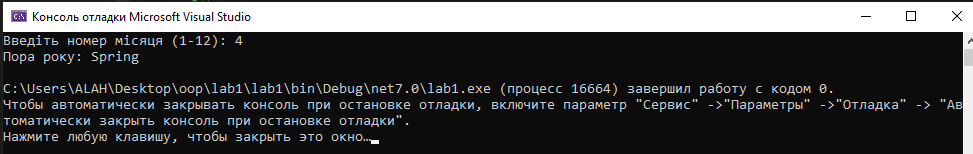 Консоль отладки Microsoft Visual Studio
Введіть номер місяця (1-12): 4
Пора року: Spring
C:\Users\ALAH\Desktop\oop\lab1\lab1\bin\Debug\net7.0\lab1.exe (процесс 16664) завершил работу с кодом 0.
Чтобы автоматически закрывать консоль при остановке отладки, включите параметр "Сервис" ->"Параметры" ->"Отладка" -> "Ав
томатически закрыть консоль при остановке отладки".
Нажмите любую клавишу, чтобы закрыть это окно…